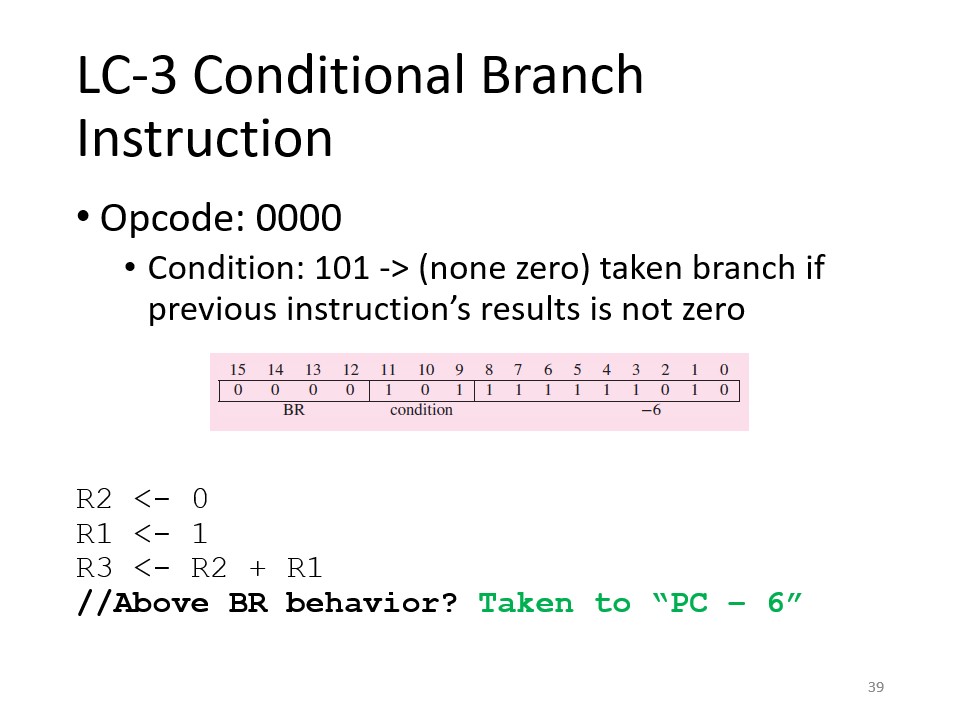 LC-3 Conditional Branch
Instruction
• Opcode: 0000
• Condition: 101 -> (none zero) taken branch if
previous instruction’s results is not zero
15 14 13 12 11 10 9 8 7 6 5 4 3 2 1 0
0 0 0 0 1 0 1 1 1 1 1 1 1 0 1 0
BR condition −6
R2 <- 0
R1 <- 1
R3 <- R2 + R1
//Above BR behavior? Taken to “PC – 6”
39